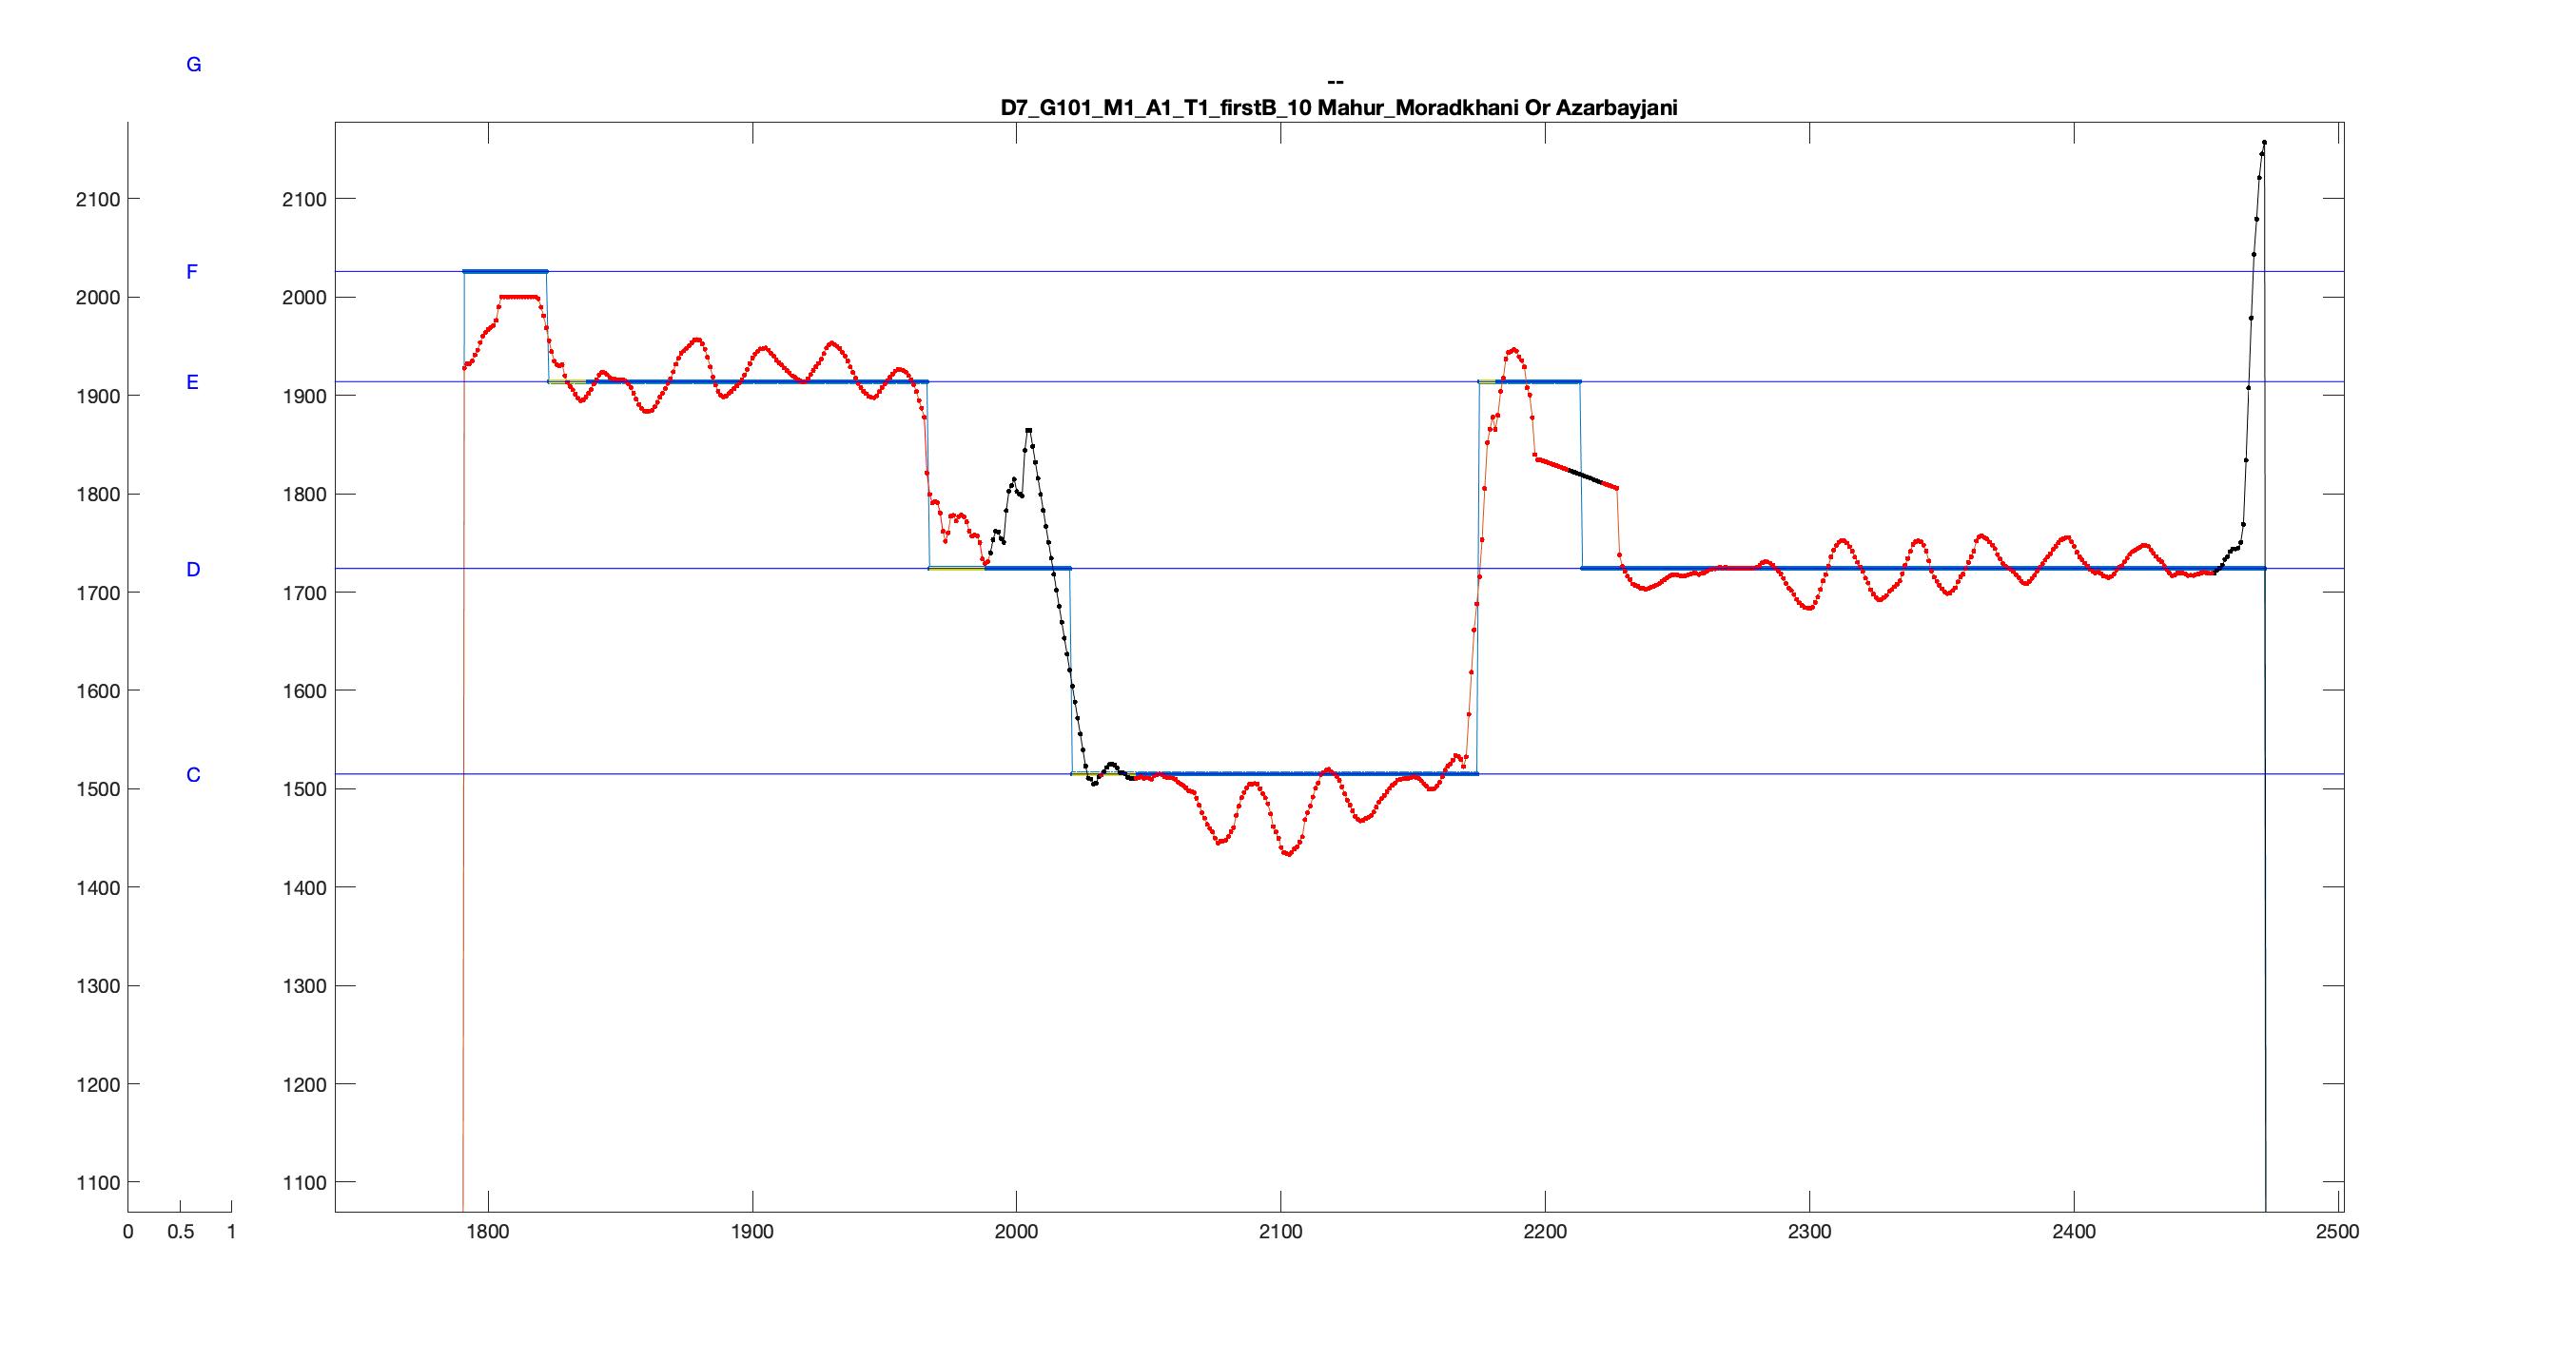 G
--
D7_G101_M1_A1_T1_firstB_10 Mahur_Moradkhani Or Azarbayjani
2100 2100
F
2000 2000
E
1900 1900
1800 1800
D
1700 1700
1600 1600
C
1500 1500
1400 1400
1300 1300
1200 1200
1100 1100
0 0.5 1 1800 1900 2000 2100 2200 2300 2400 2500